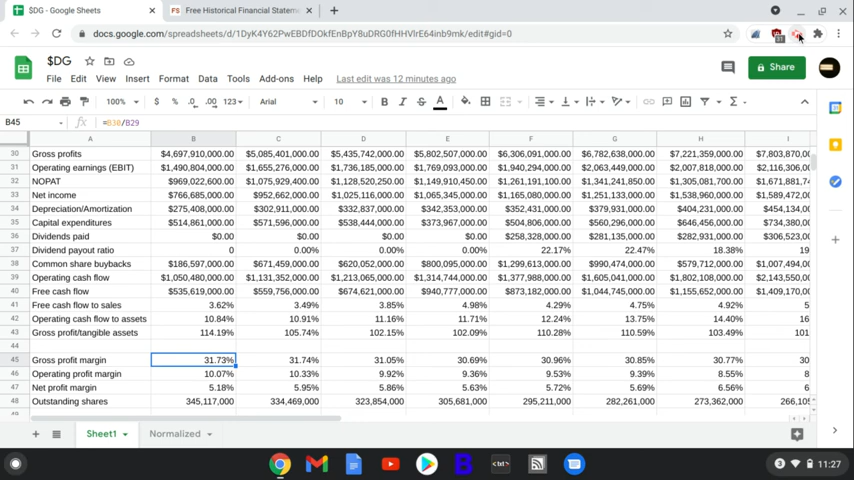 $DG - Google Sheets
FS Free Historical Financial Stateme
docs.google.com/spreadsheets/d/1DyK4Y62PwEBDfDOkfEnBpY8uDRG0fHHVlrE64inb9mk/edit#gid=0
$DG
File Edit View Insert Format Data Tools Add-ons Help Last edit was 12 minutes ago
Share
100% $ % .0 .00 123 Arial 10 B I S A
B45 fx =B30/B29
A B C D E F G H I
30 Gross profits $4,697,910,000.00 $5,085,401,000.00 $5,435,742,000.00 $5,802,507,000.00 $6,306,091,000.00 $6,782,638,000.00 $7,221,359,000.00 $7,803,870,00
31 Operating earnings (EBIT) $1,490,804,000.00 $1,655,276,000.00 $1,736,185,000.00 $1,769,093,000.00 $1,940,294,000.00 $2,063,449,000.00 $2,007,818,000.00 $2,116,306,00
32 NOPAT $969,022,600.00 $1,075,929,400.00 $1,128,520,250.00 $1,149,910,450.00 $1,261,191,100.00 $1,341,241,850.00 $1,305,081,700.00 $1,671,881,74
33 Net income $766,685,000.00 $952,662,000.00 $1,025,116,000.00 $1,065,345,000.00 $1,165,080,000.00 $1,251,133,000.00 $1,538,960,000.00 $1,589,472,00
34 Depreciation/Amortization $275,408,000.00 $302,911,000.00 $332,837,000.00 $342,353,000.00 $352,431,000.00 $379,931,000.00 $404,231,000.00 $454,134,00
35 Capital expenditures $514,861,000.00 $571,596,000.00 $538,444,000.00 $373,967,000.00 $504,806,000.00 $560,296,000.00 $646,456,000.00 $734,380,00
36 Dividends paid $0.00 $0.00 $0.00 $0.00 $258,328,000.00 $281,135,000.00 $282,931,000.00 $306,523,00
37 Dividend payout ratio 0 0.00% 0.00% 0.00% 22.17% 22.47% 18.38% 19
38 Common share buybacks $186,597,000.00 $671,459,000.00 $620,052,000.00 $800,095,000.00 $1,299,613,000.00 $990,474,000.00 $579,712,000.00 $1,007,494,00
39 Operating cash flow $1,050,480,000.00 $1,131,352,000.00 $1,213,065,000.00 $1,314,744,000.00 $1,377,988,000.00 $1,605,041,000.00 $1,802,108,000.00 $2,143,550,00
40 Free cash flow $535,619,000.00 $559,756,000.00 $674,621,000.00 $940,777,000.00 $873,182,000.00 $1,044,745,000.00 $1,155,652,000.00 $1,409,170,00
41 Free cash flow to sales 3.62% 3.49% 3.85% 4.98% 4.29% 4.75% 4.92% 5
42 Operating cash flow to assets 10.84% 10.91% 11.16% 11.71% 12.24% 13.75% 14.40% 16
43 Gross profit/tangible assets 114.19% 105.74% 102.15% 102.09% 110.28% 110.59% 103.49% 101
44
45 Gross profit margin 31.73% 31.74% 31.05% 30.69% 30.96% 30.85% 30.77% 30
46 Operating profit margin 10.07% 10.33% 9.92% 9.36% 9.53% 9.39% 8.55% 8
47 Net profit margin 5.18% 5.95% 5.86% 5.63% 5.72% 5.69% 6.56% 6
48 Outstanding shares 345,117,000 334,469,000 323,854,000 305,681,000 295,211,000 282,261,000 273,362,000 266,105
49
Sheet1 Normalized
<txt>
3 11:27